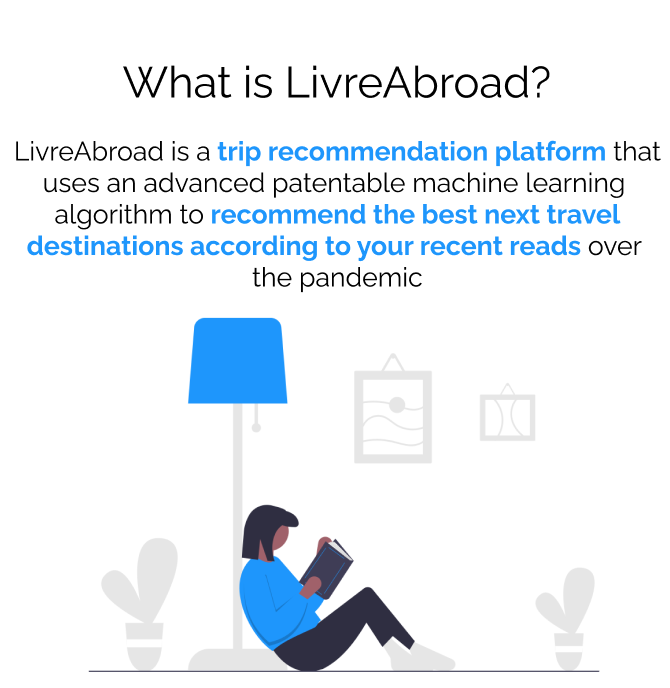 What is LivreAbroad?
LivreAbroad is a trip recommendation platform that
uses an advanced patentable machine learning
algorithm to recommend the best next travel
destinations according to your recent reads over
the pandemic